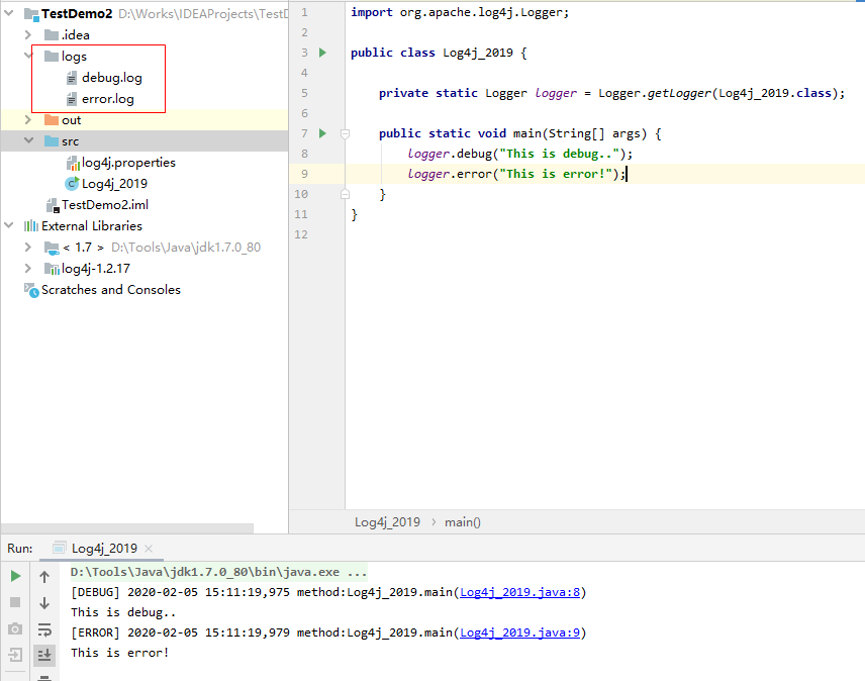 TestDemo2 D:\Works\IDEAProjects\TestD
.idea
logs
debug.log
error.log
out
src
log4j.properties
Log4j_2019
TestDemo2.iml
External Libraries
< 1.7 > D:\Tools\Java\jdk1.7.0_80
log4j-1.2.17
Scratches and Consoles
1 import org.apache.log4j.Logger;
2
3 public class Log4j_2019 {
4
5 private static Logger logger = Logger.getLogger(Log4j_2019.class);
6
7 public static void main(String[] args) {
8 logger.debug("This is debug..");
9 logger.error("This is error!");
10 }
11 }
12
Log4j_2019 › main()
Run: Log4j_2019
D:\Tools\Java\jdk1.7.0_80\bin\java.exe ...
[DEBUG] 2020-02-05 15:11:19,975 method:Log4j_2019.main(Log4j_2019.java:8)
This is debug..
[ERROR] 2020-02-05 15:11:19,979 method:Log4j_2019.main(Log4j_2019.java:9)
This is error!